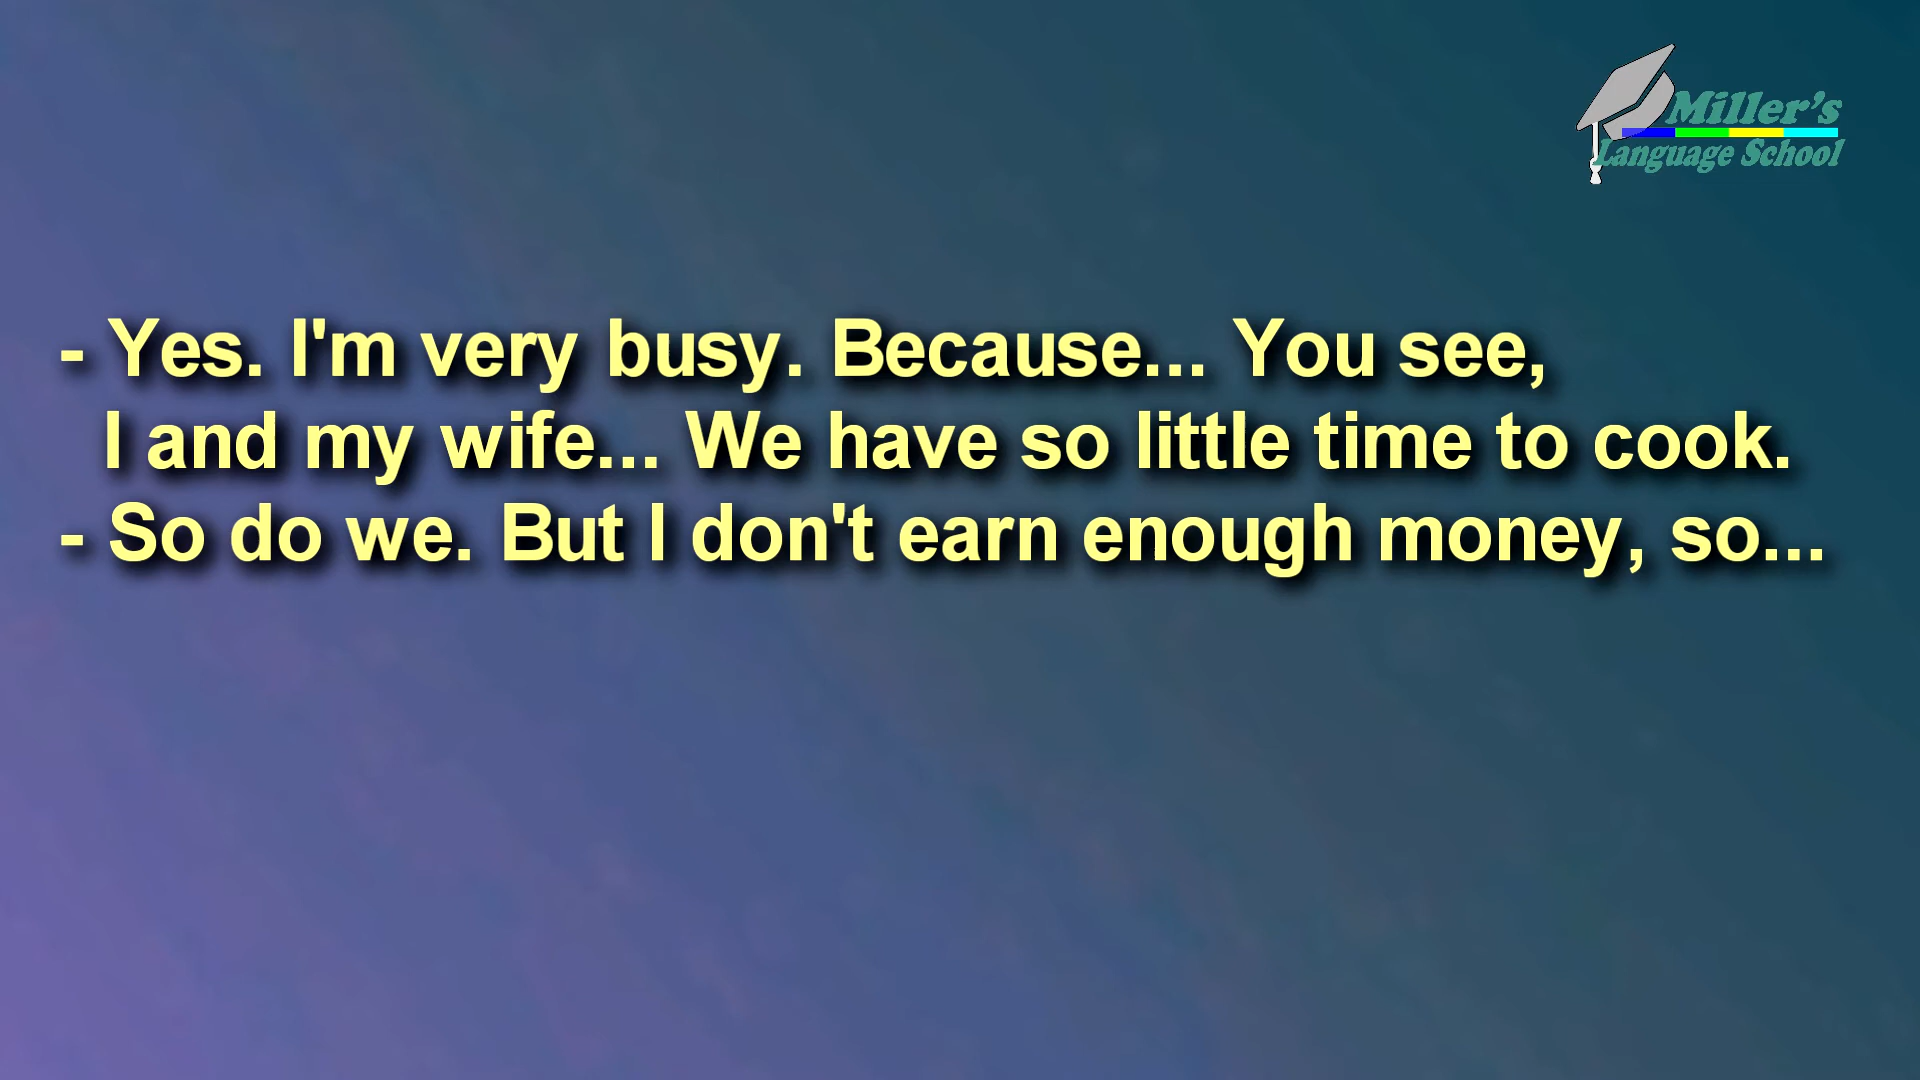 Miller's
Language School
- Yes. I'm very busy. Because... You see,
I and my wife... We have so little time to cook.
- So do we. But I don't earn enough money, so...